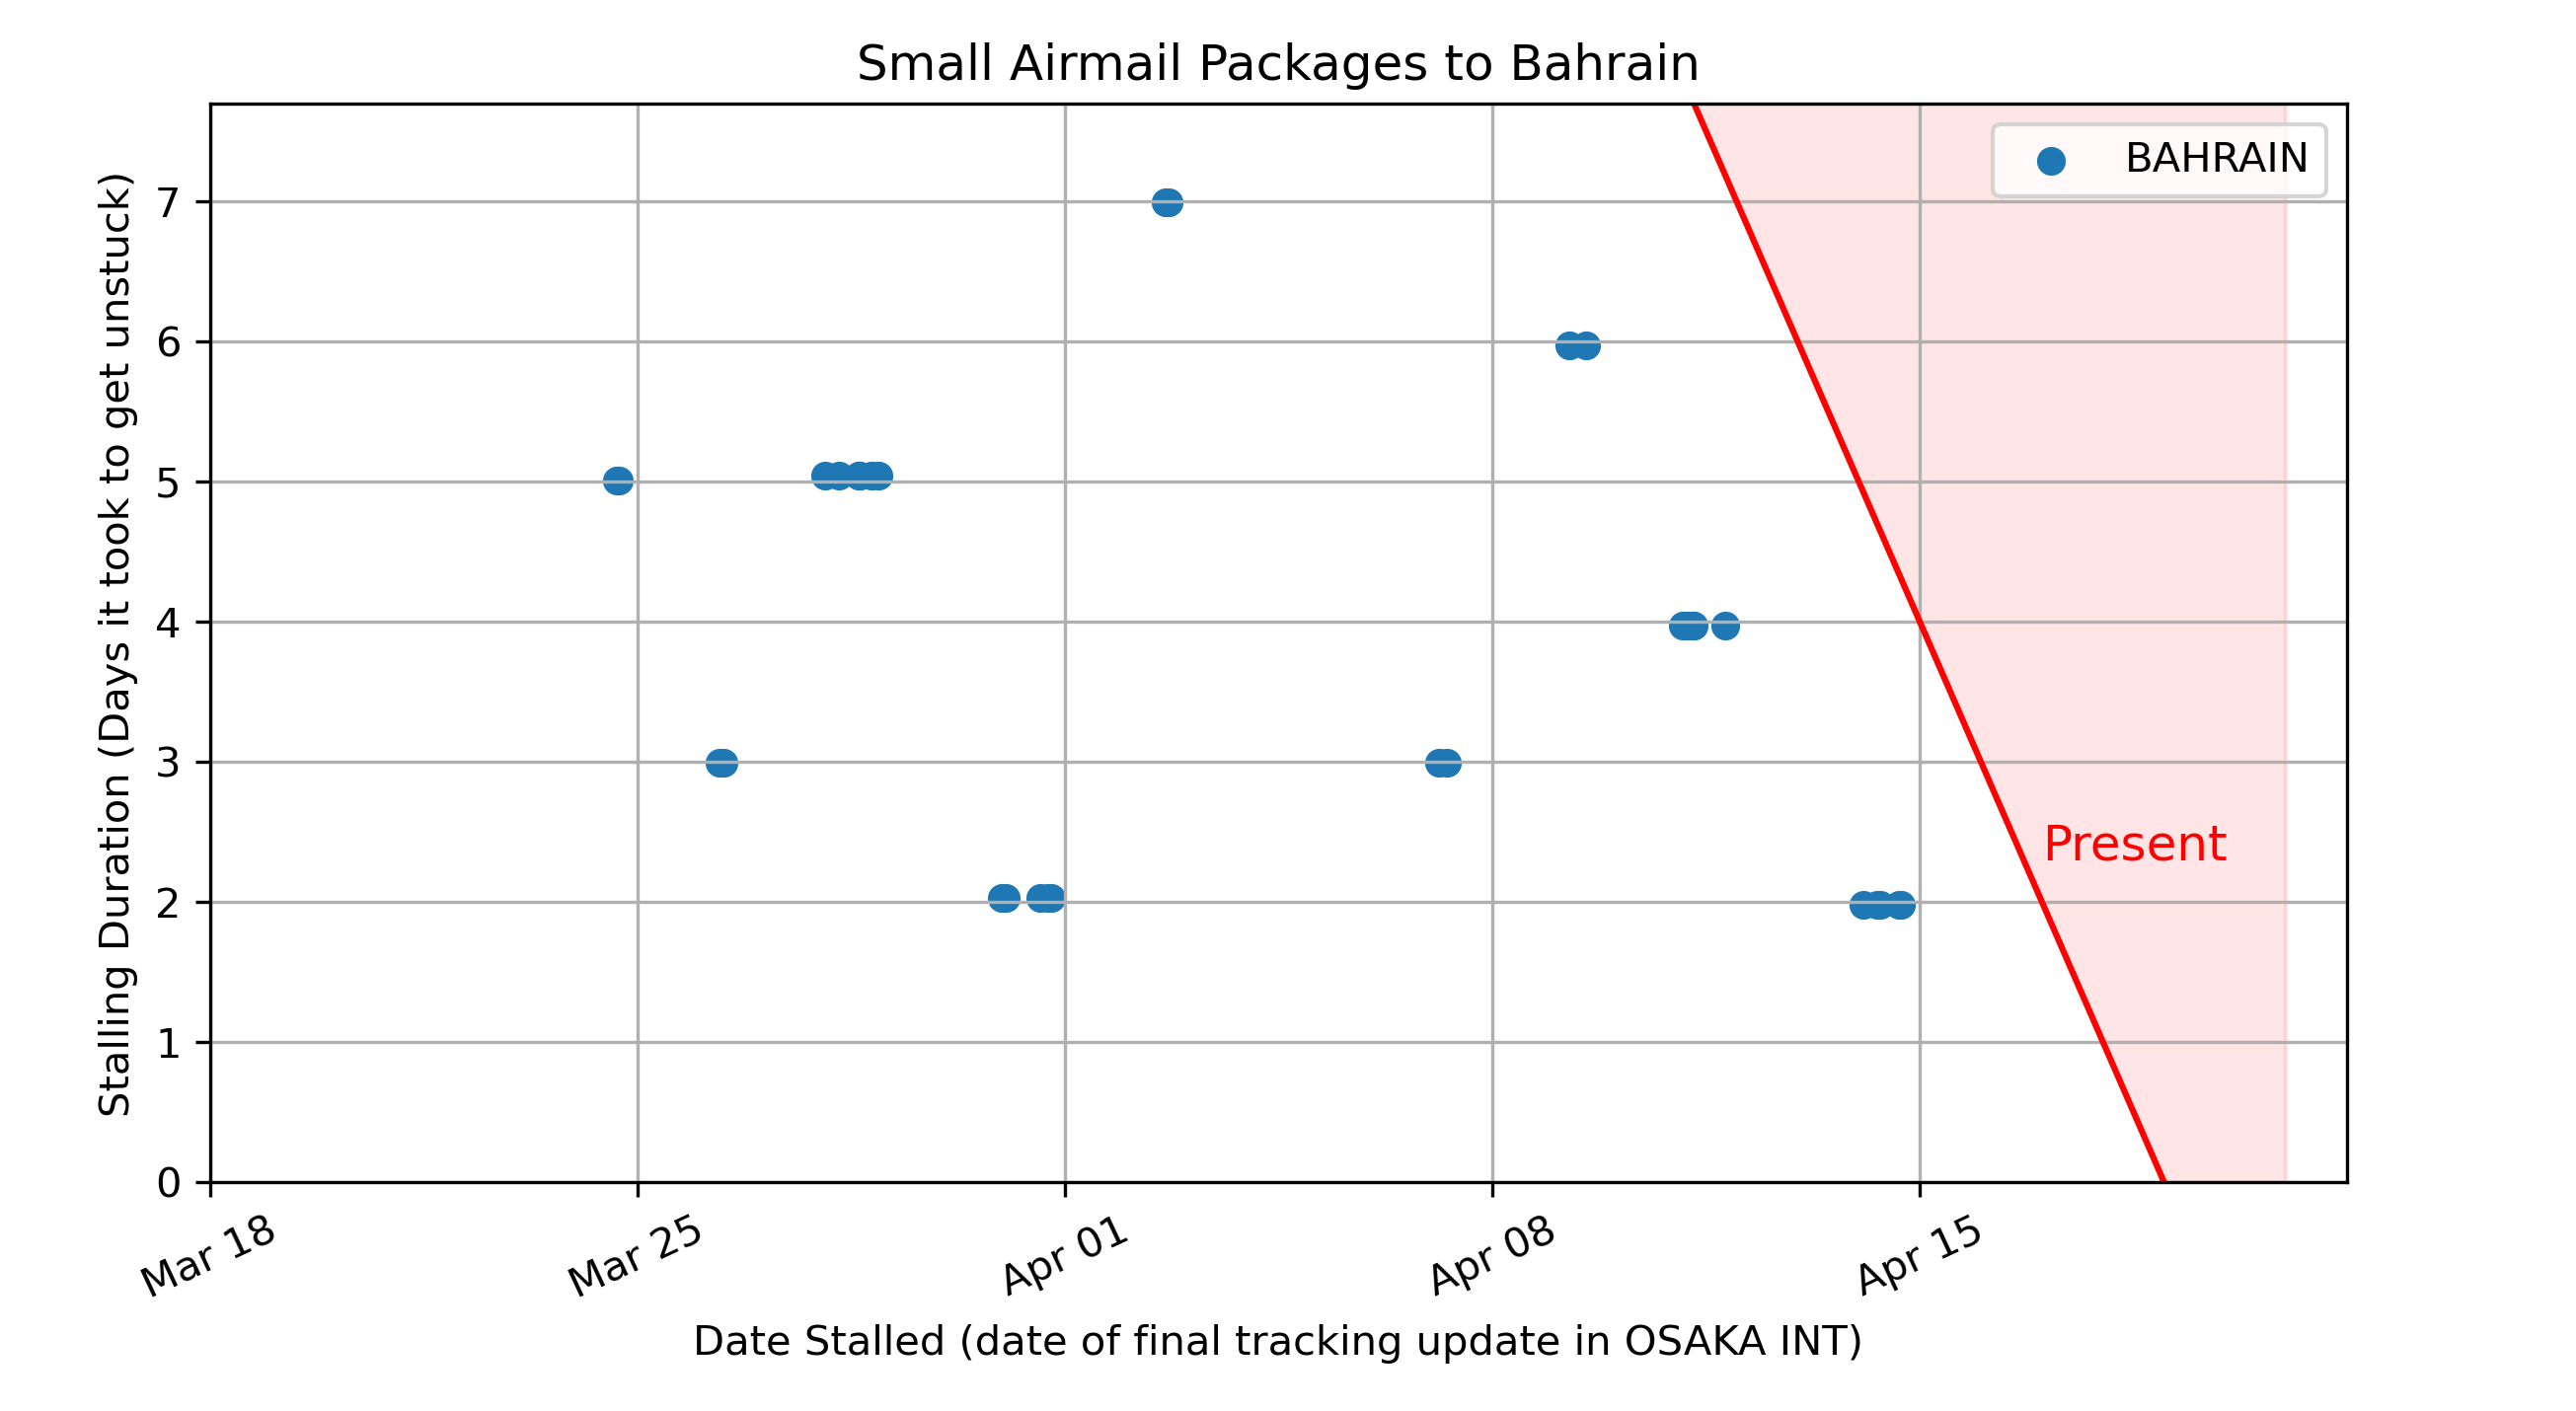 Small Airmail Packages to Bahrain
BAHRAIN
Stalling Duration (Days it took to get unstuck)
7
6
5
4
3
2
1
0
Present
Mar 18
Mar 25
Apr 01
Apr 08
Apr 15
Date Stalled (date of final tracking update in OSAKA INT)